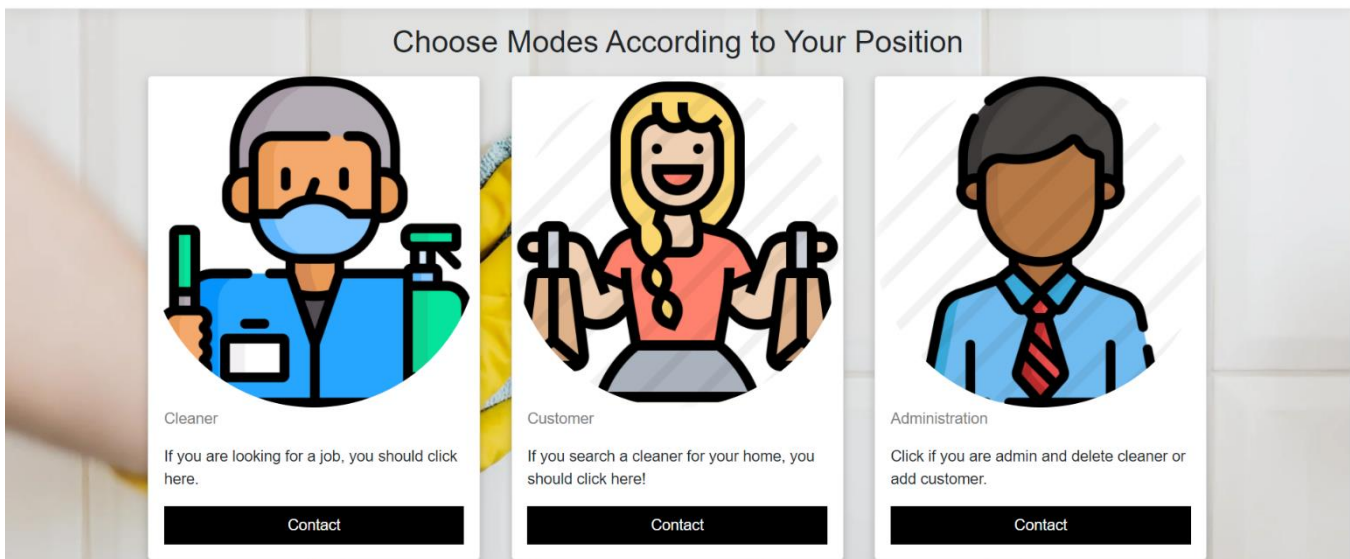 Choose Modes According to Your Position
Cleaner
If you are looking for a job, you should click
here.
Contact
Customer
If you search a cleaner for your home, you
should click here!
Contact
Administration
Click if you are admin and delete cleaner or
add customer.
Contact